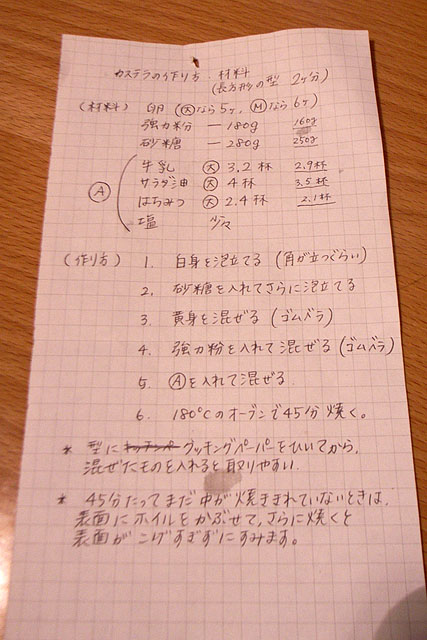 カステラの作り方 材料
(長方形の型 2ヶ分)
(材料) 卵 (大なら5ヶ, Mなら6ヶ)
強力粉 ー 180g 160g
砂糖 ー 280g 250g
A
牛乳 大 3.2杯 2.9杯
サラダ油 大 4杯 3.5杯
はちみつ 大 2.4杯 2.1杯
塩 少々
(作り方) 1. 白身を泡立てる (角が立つぐらい)
2. 砂糖を入れてさらに泡立てる
3. 黄身を混ぜる (ゴムベラ)
4. 強力粉を入れて混ぜる (ゴムベラ)
5. Aを入れて混ぜる.
6. 180℃のオーブンで45分焼く。
* 型にクッキングペーパーをひいてから,
混ぜたものを入れると取りやすい.
* 45分たってまだ中が焼ききれていないときは,
表面にホイルをかぶせて,さらに焼くと
表面がこげすぎずにすみます。